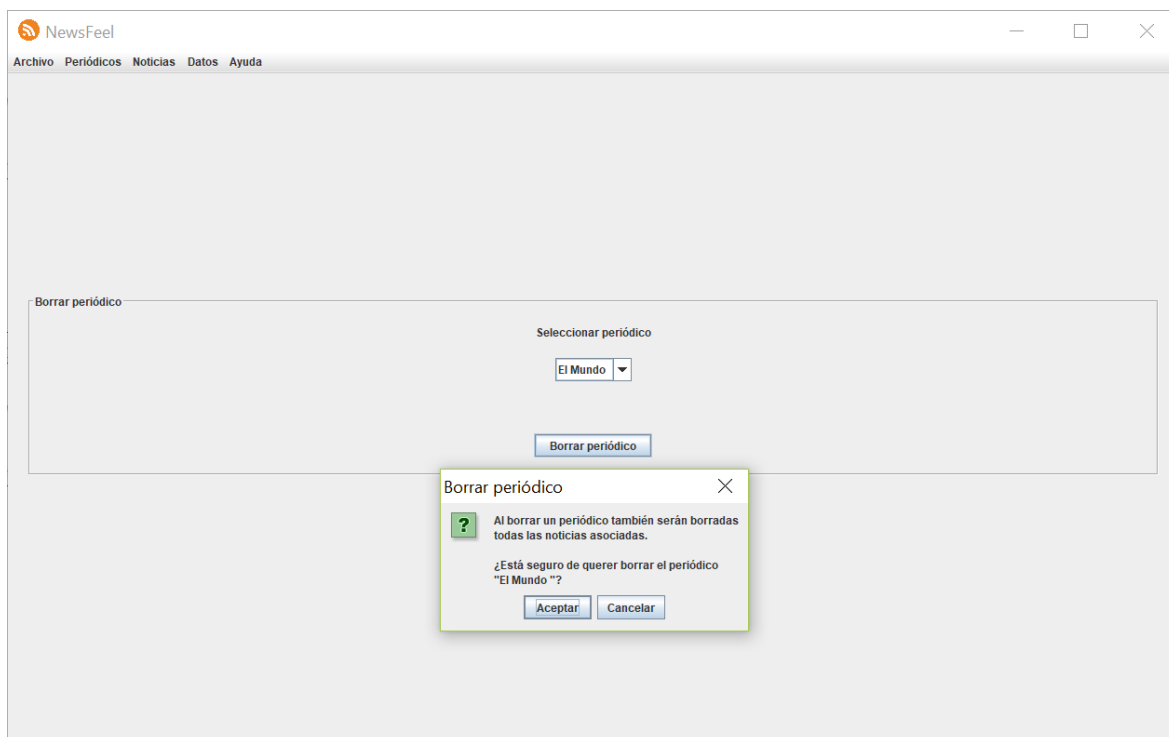 NewsFeel
Archivo Periódicos Noticias Datos Ayuda
Borrar periódico
Seleccionar periódico
El Mundo
Borrar periódico
Borrar periódico
Al borrar un periódico también serán borradas
todas las noticias asociadas.
¿Está seguro de querer borrar el periódico
"El Mundo "?
Aceptar Cancelar